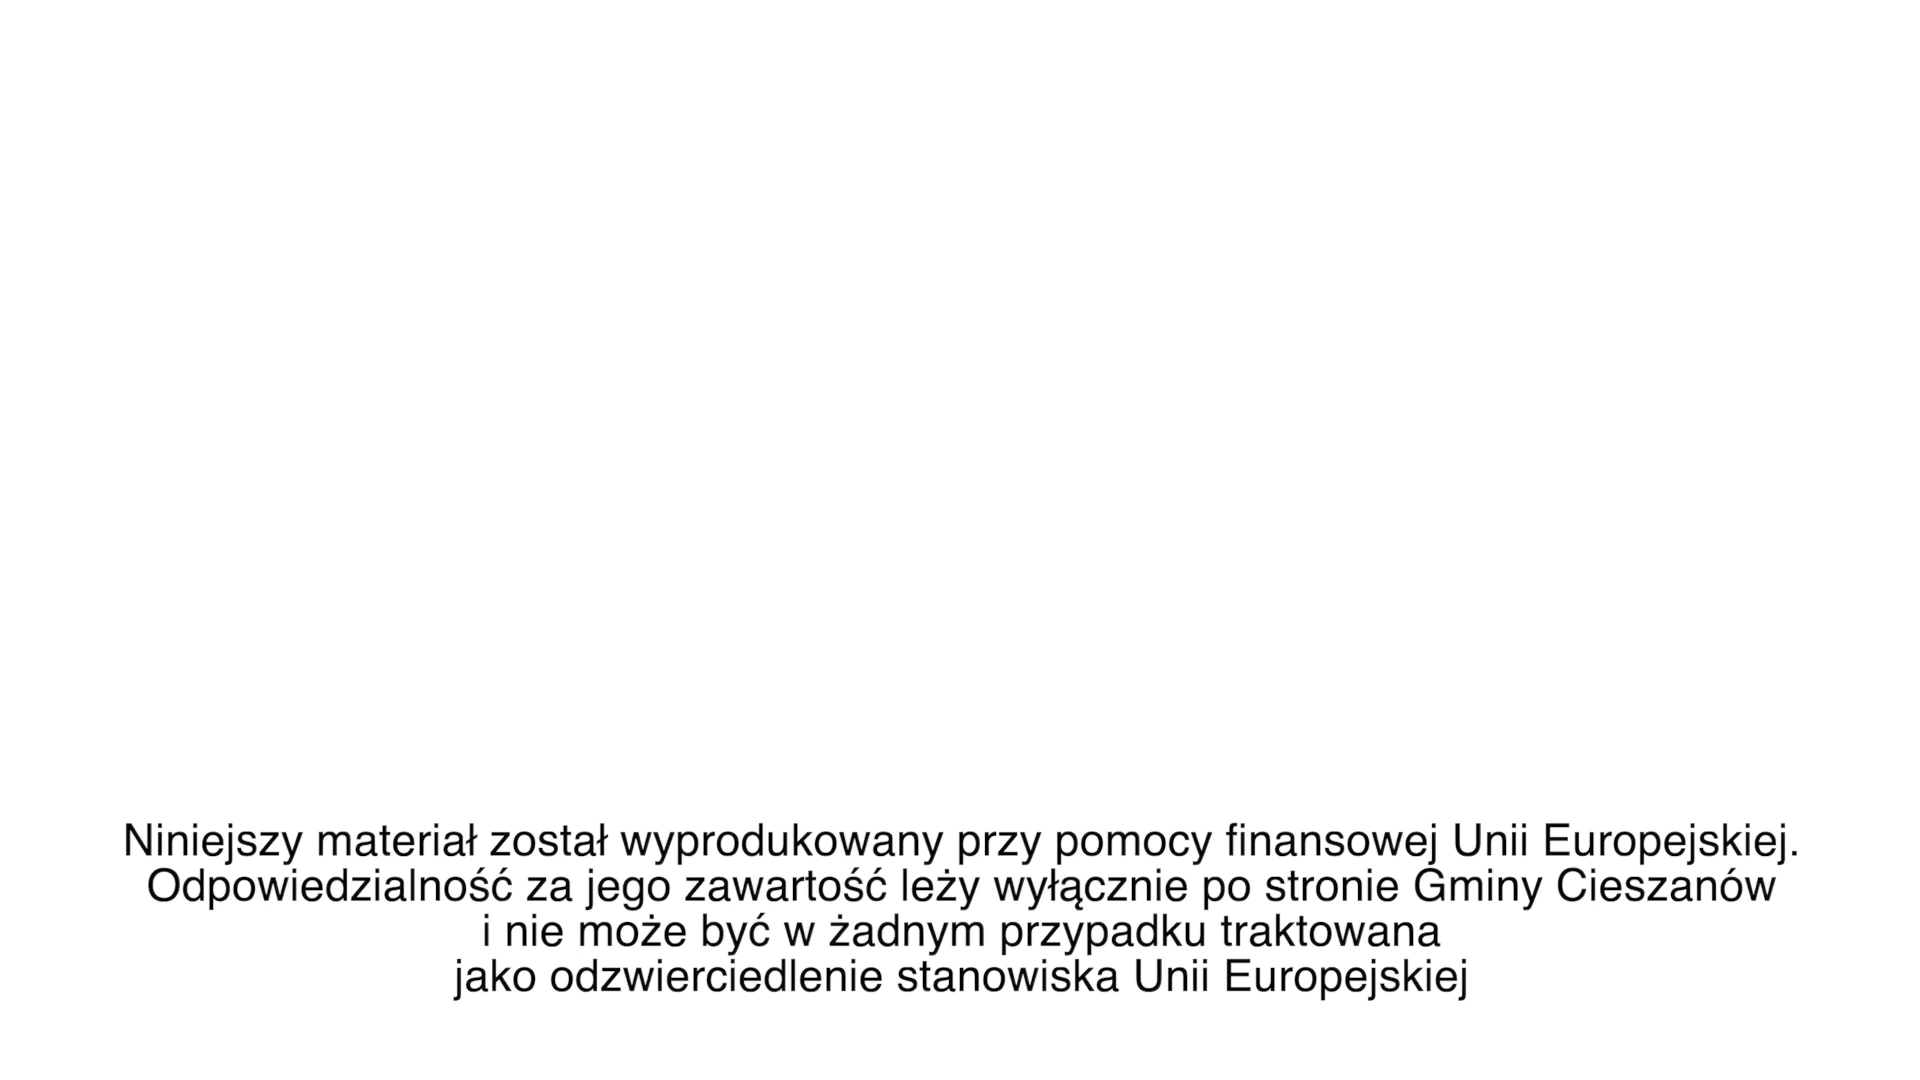 Niniejszy materiał został wyprodukowany przy pomocy finansowej Unii Europejskiej.
Odpowiedzialność za jego zawartość leży wyłącznie po stronie Gminy Cieszanów
i nie może być w żadnym przypadku traktowana
jako odzwierciedlenie stanowiska Unii Europejskiej